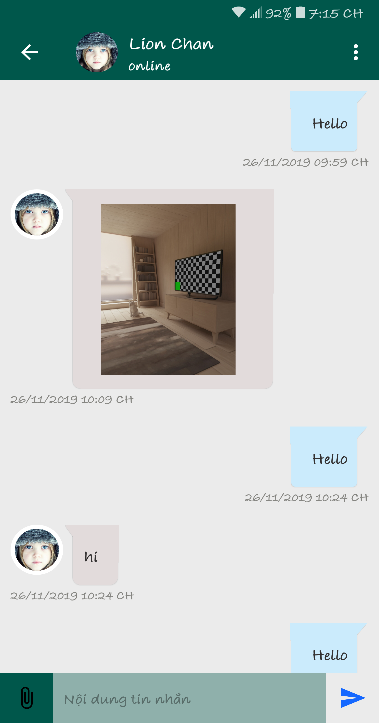 92% 7:15 CH
Lion Chan
online
Hello
26/11/2019 09:59 CH
26/11/2019 10:09 CH
Hello
26/11/2019 10:24 CH
hi
26/11/2019 10:24 CH
Hello
Nội dung tin nhắn